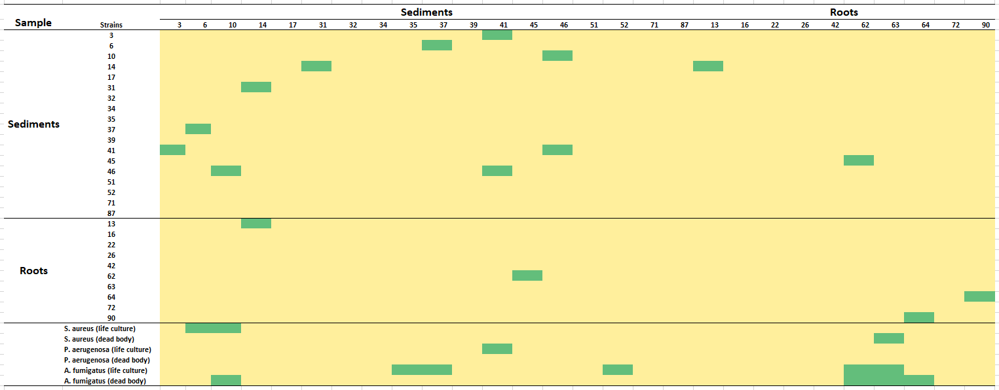 Sediments Roots
Sample Strains 3 6 10 14 17 31 32 34 35 37 39 41 45 46 51 52 71 87 13 16 22 26 42 62 63 64 72 90
3
6
10
14
17
31
32
34
35
Sediments
37
39
41
45
46
51
52
71
87
13
16
22
26
42
Roots
62
63
64
72
90
S. aureus (life culture)
S. aureus (dead body)
P. aerugenosa (life culture)
P. aerugenosa (dead body)
A. fumigatus (life culture)
A. fumigatus (dead body)